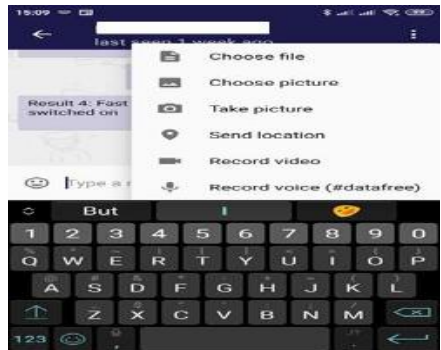 15:09
last seen 1 week ago
Choose file
Choose picture
Result 4: Fast
switched on
Take picture
Send location
Record video
Type a
Record voice (#datafree)
But I
1 2 3 4 5 6 7 8 9 0
Q W E R T Y U I O P
A S D F G H J K L
Z X C V B N M
123